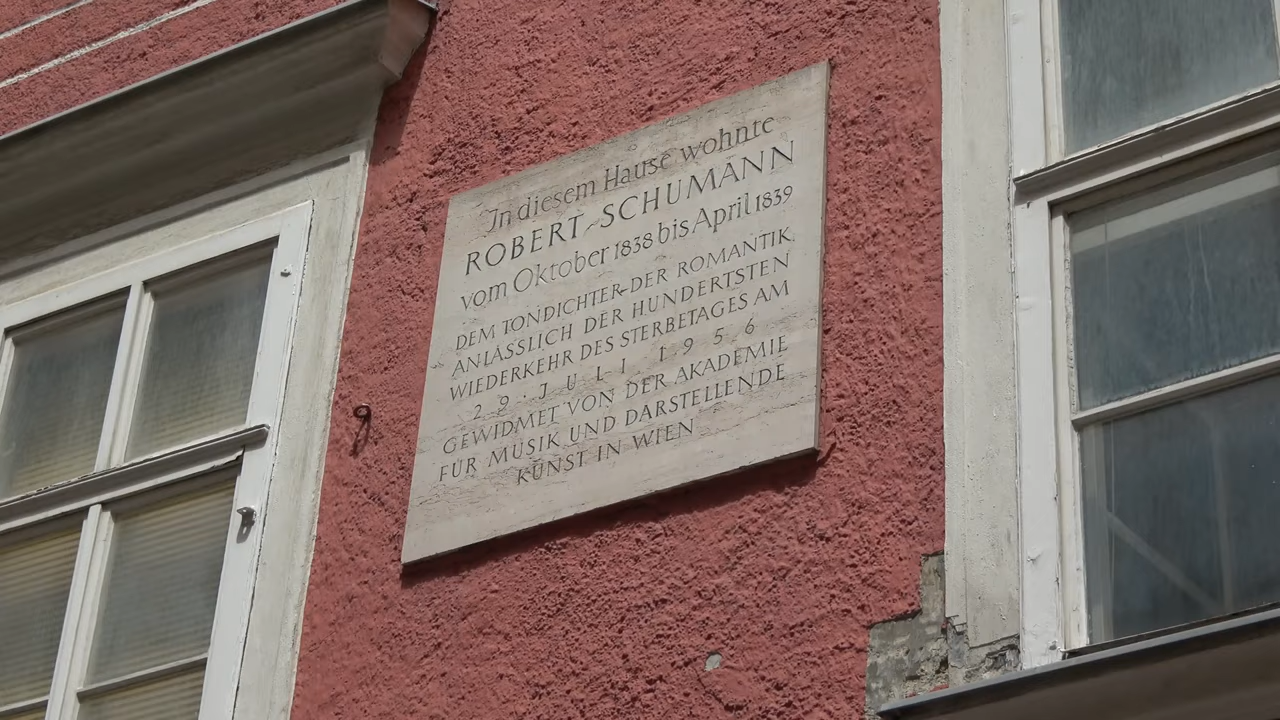 In diesem Hause wohnte
ROBERT SCHUMANN
vom Oktober 1838 bis April 1839
DEM TONDICHTER DER ROMANTIK
ANLÄSSLICH DER HUNDERTSTEN
WIEDERKEHR DES STERBETAGES AM
29. JULI 1956
GEWIDMET VON DER AKADEMIE
FÜR MUSIK UND DARSTELLENDE
KUNST IN WIEN